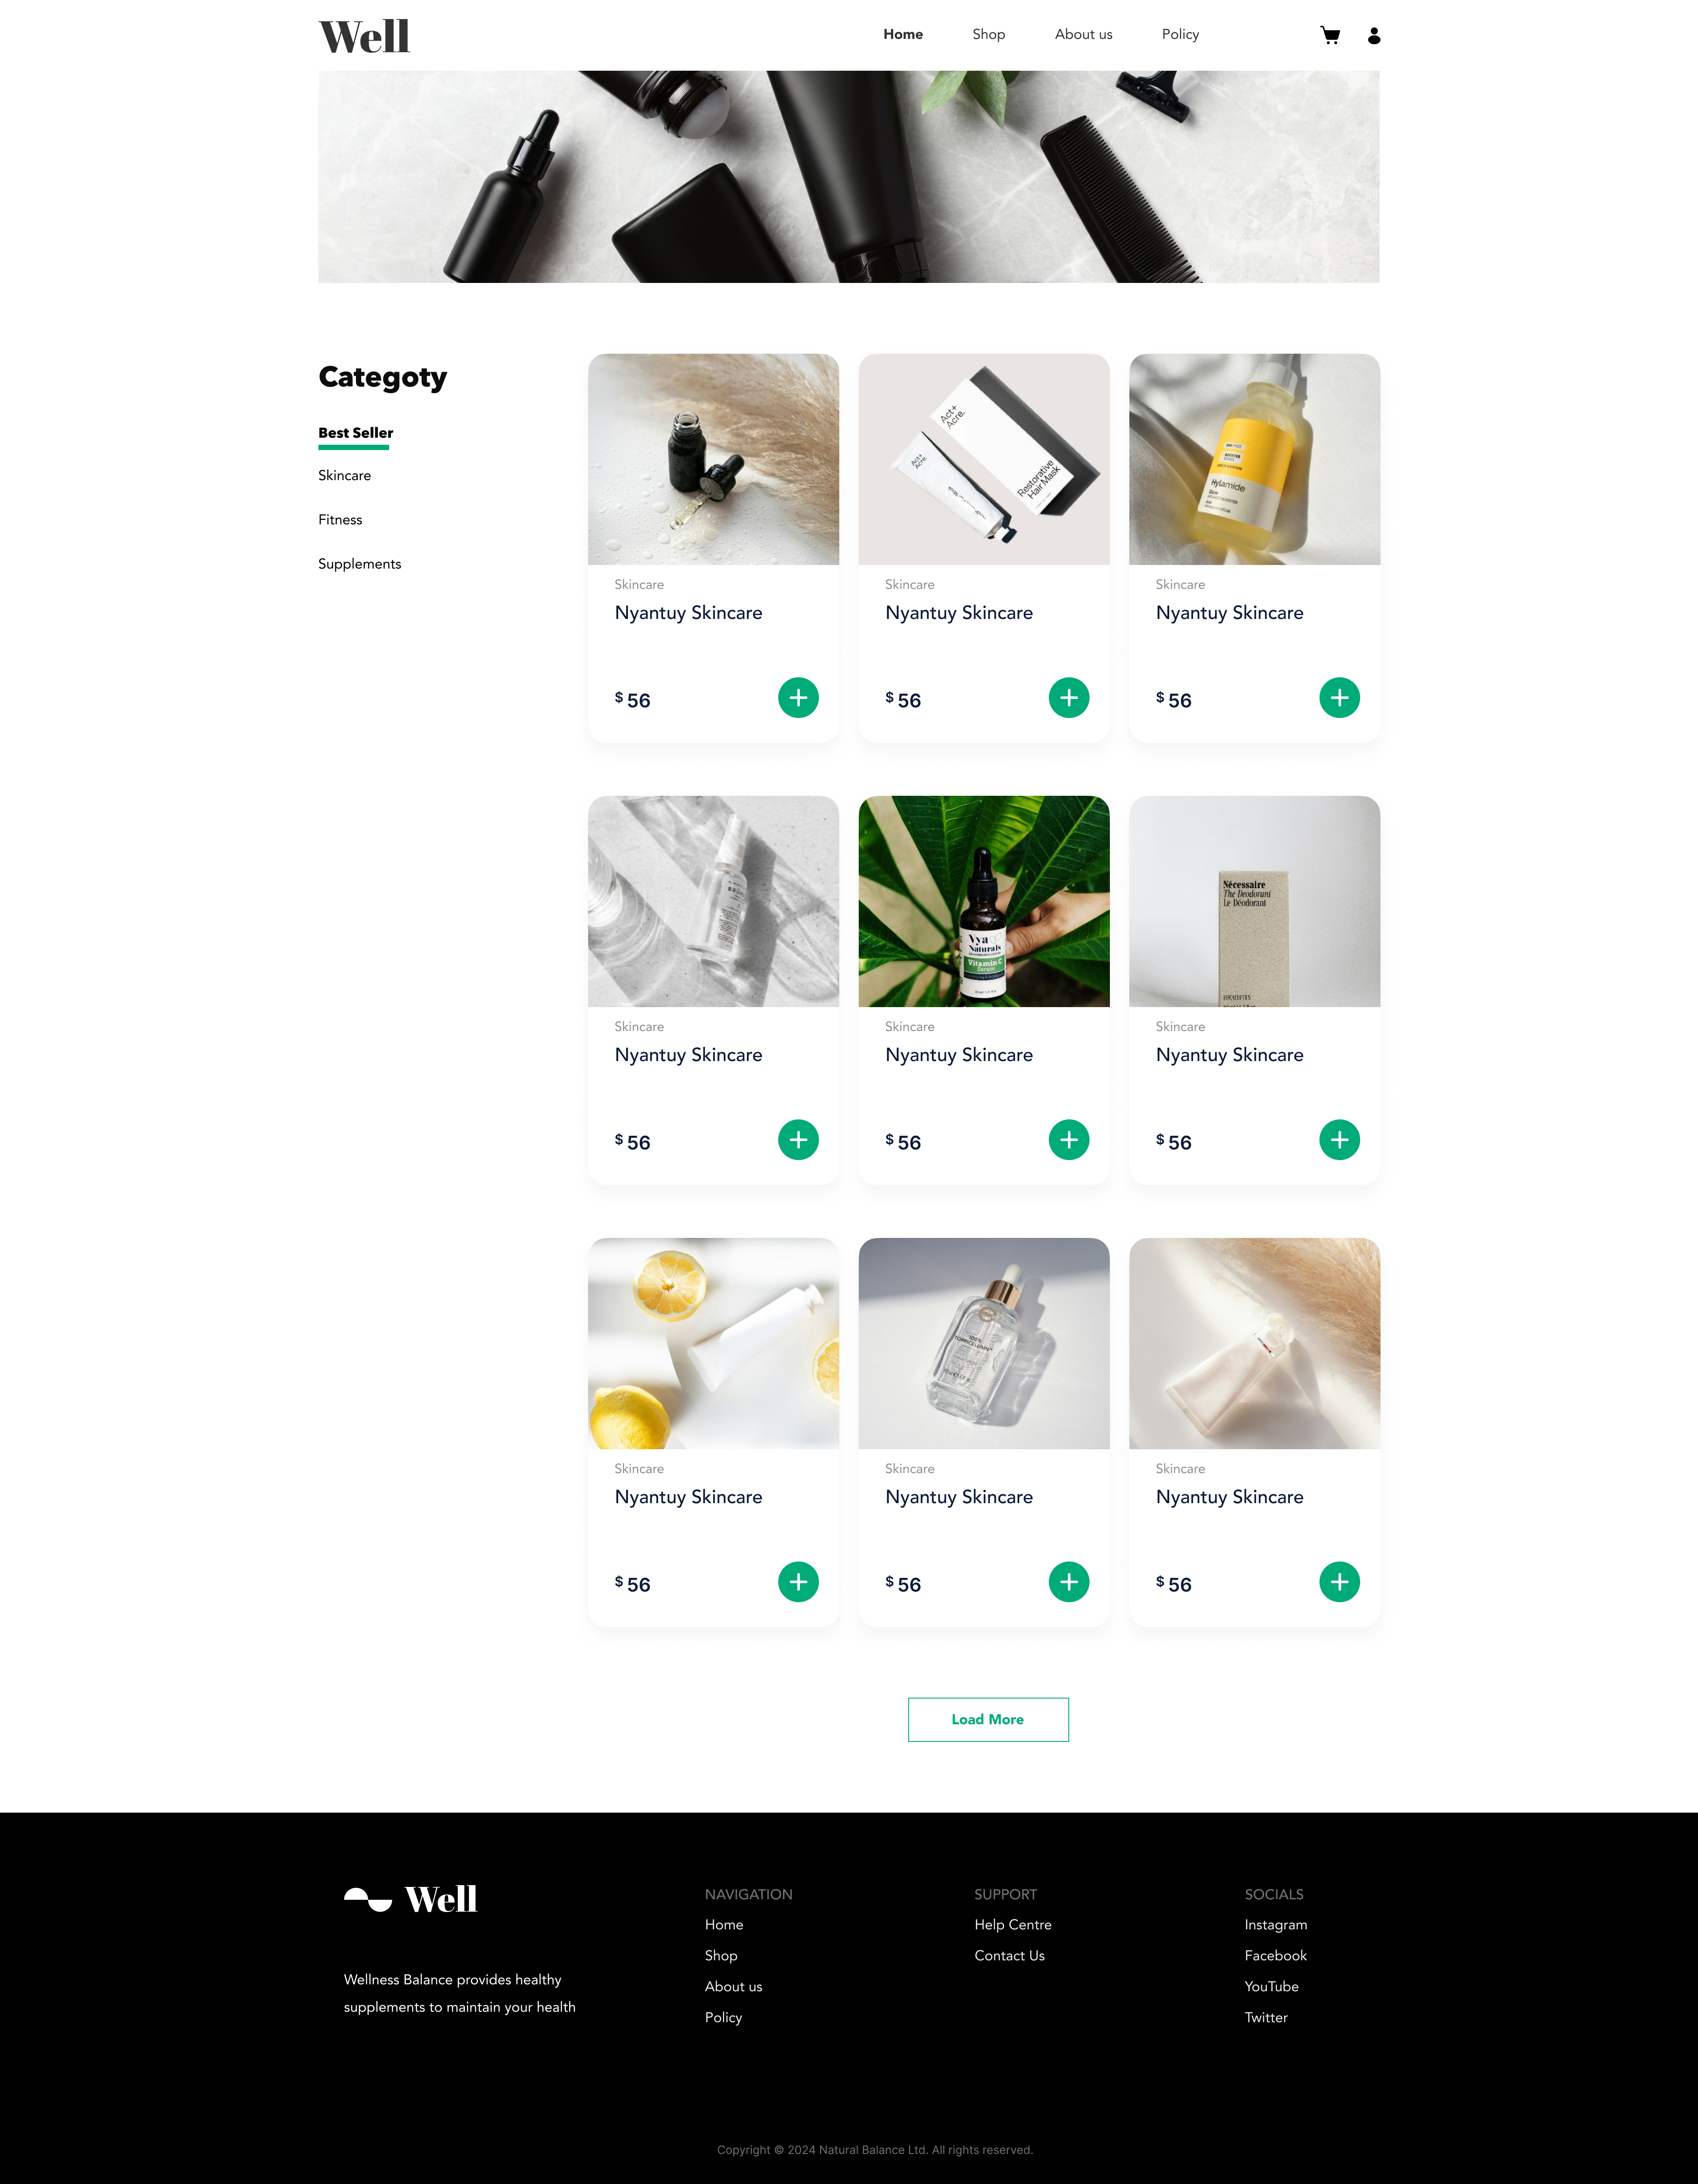 Well
Home
Shop
About us
Policy
Categoty
Best Seller
Skincare
Fitness
Supplements
Skincare
Nyantuy Skincare
$ 56
Act+
Acre.
Restorative
Hair Mask
Act+
Acre.
Skincare
Nyantuy Skincare
$ 56
Hylamide
Glow
Skincare
Nyantuy Skincare
$ 56
Skincare
Nyantuy Skincare
$ 56
Vya
Naturals
Vitamin C
Serum
Skincare
Nyantuy Skincare
$ 56
Nécessaire
The Deodorant
Le Déodorant
EUCALYPTUS
Skincare
Nyantuy Skincare
$ 56
Skincare
Nyantuy Skincare
$ 56
100%
Skincare
Nyantuy Skincare
$ 56
Skincare
Nyantuy Skincare
$ 56
Load More
Well
Wellness Balance provides healthy
supplements to maintain your health
NAVIGATION
Home
Shop
About us
Policy
SUPPORT
Help Centre
Contact Us
SOCIALS
Instagram
Facebook
YouTube
Twitter
Copyright © 2024 Natural Balance Ltd. All rights reserved.